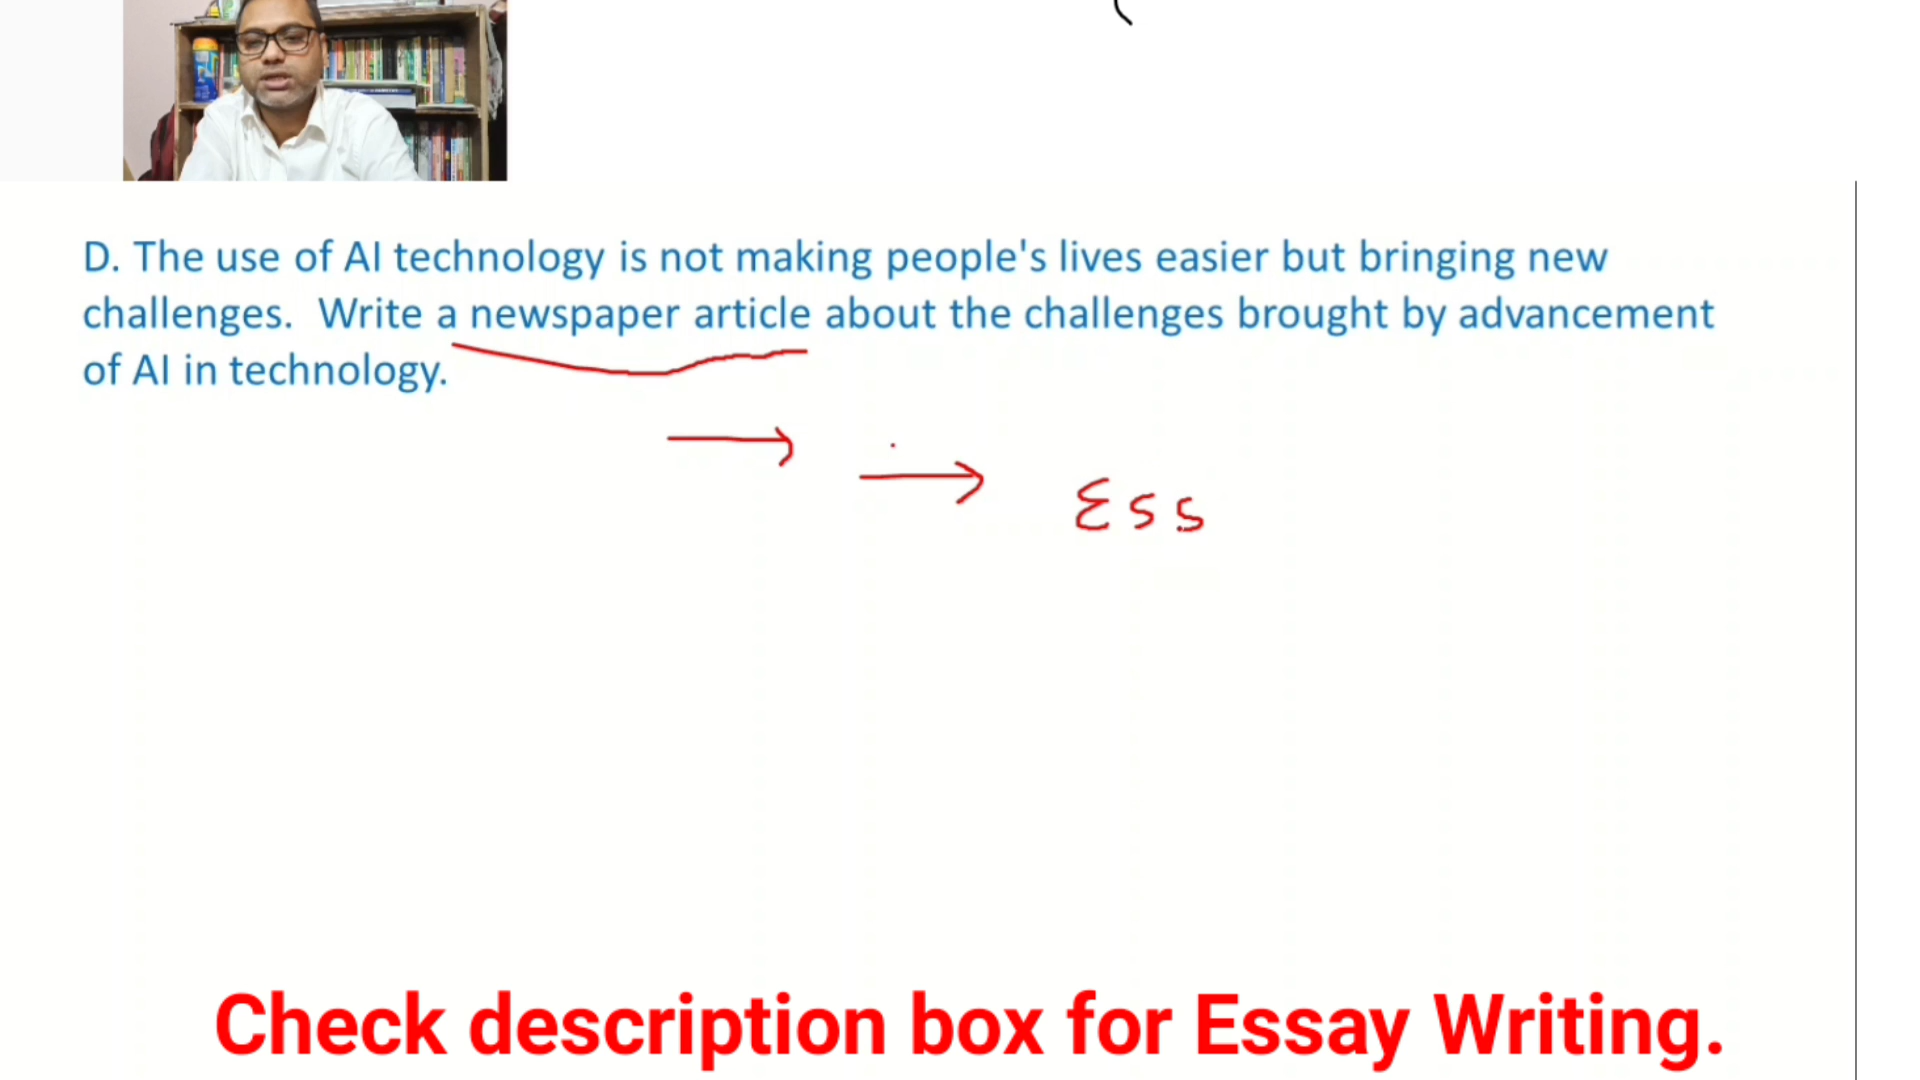 D. The use of AI technology is not making people's lives easier but bringing new
challenges. Write a newspaper article about the challenges brought by advancement
of AI in technology.
Ess
Check description box for Essay Writing.